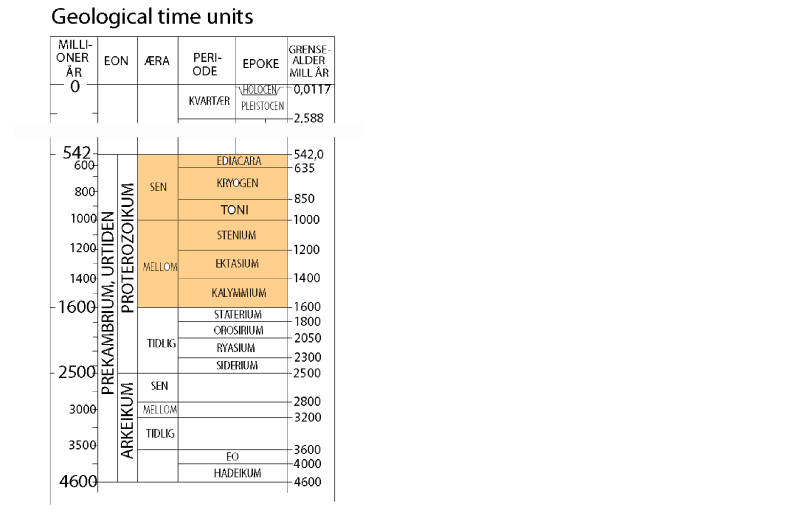 Geological time units
MILLI-
ONER
ÅR
EON
ÆRA
PERI-
ODE
EPOKE
GRENSE-
ALDER
MILL ÅR
0
KVARTÆR
HOLOCEN
PLEISTOCEN
0,0117
2,588
542
600
800
1000
1200
1400
1600
2500
3000
3500
4600
PREKAMBRIUM, URTIDEN
PROTEROZOIKUM
ARKEIKUM
SEN
MELLOM
TIDLIG
SEN
MELLOM
TIDLIG
EDIACARA
KRYOGEN
TONI
STENIUM
EKTASIUM
KALYMMIUM
STATERIUM
OROSIRIUM
RYASIUM
SIDERIUM
EO
HADEIKUM
542,0
635
850
1000
1200
1400
1600
1800
2050
2300
2500
2800
3200
3600
4000
4600